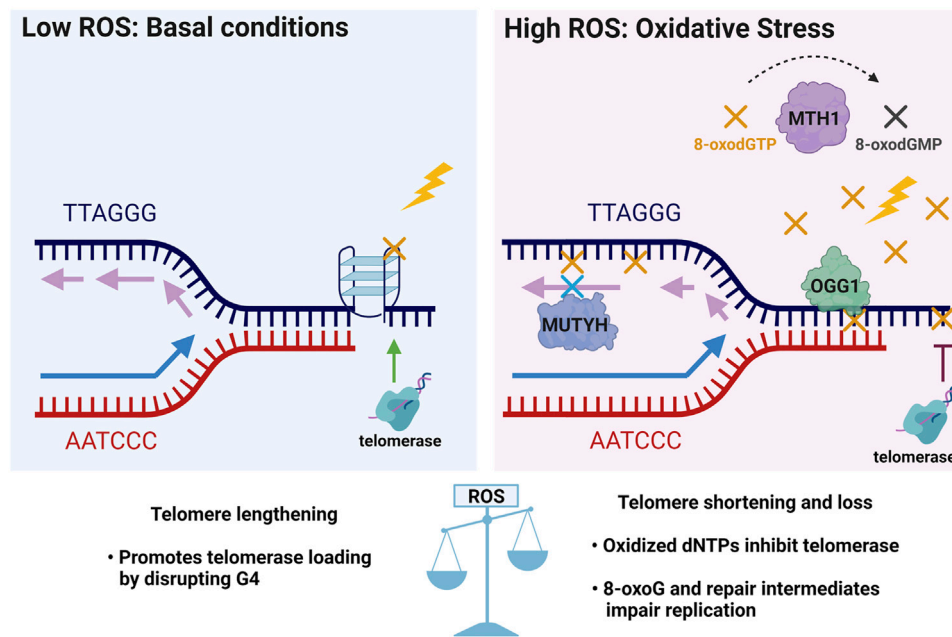 Low ROS: Basal conditions
TTAGGG
AATCCC
telomerase
High ROS: Oxidative Stress
MTH1
8-oxodGTP
8-oxodGMP
TTAGGG
OGG1
MUTYH
AATCCC
telomerase
ROS
Telomere lengthening
• Promotes telomerase loading
by disrupting G4
Telomere shortening and loss
• Oxidized dNTPs inhibit telomerase
• 8-oxoG and repair intermediates
impair replication